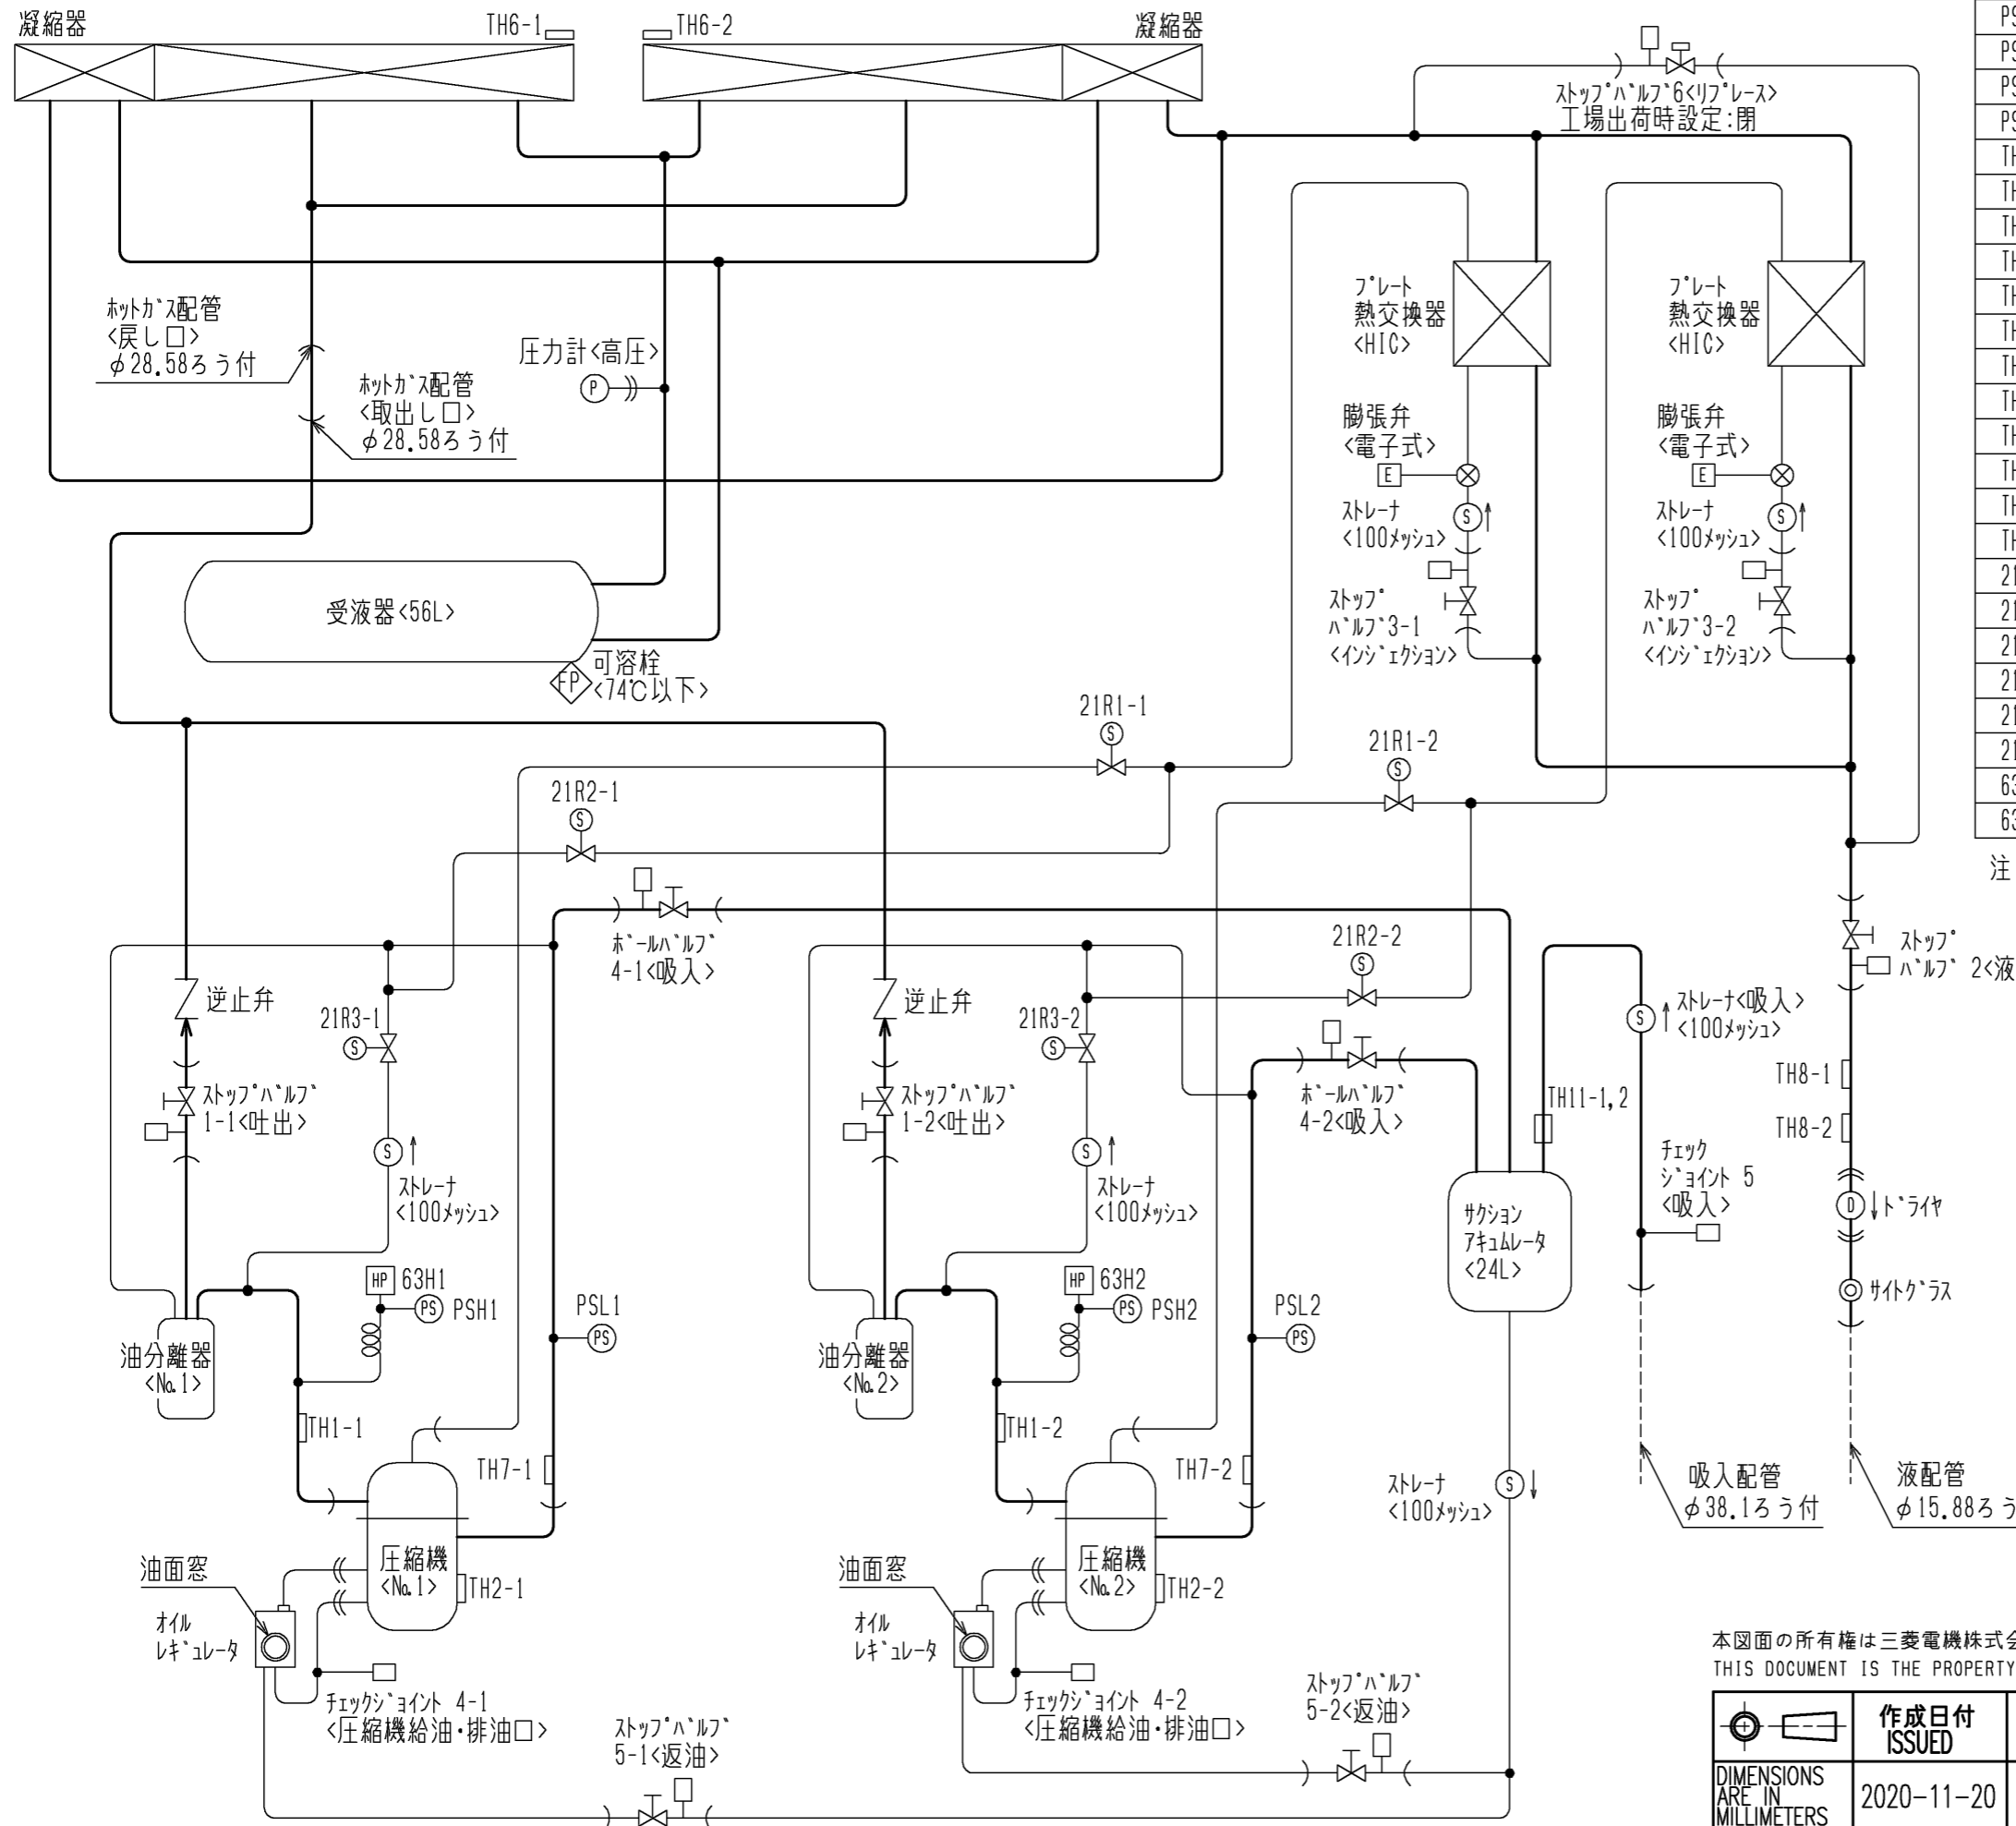 凝縮器
TH6-1
TH6-2
凝縮器
ストップバルブ6<リプレース>
工場出荷時設定:閉
ホットガス配管
<戻し口>
φ28.58ろう付
ホットガス配管
<取出し口>
φ28.58ろう付
圧力計<高圧>
P
プレート
熱交換器
<HIC>
プレート
熱交換器
<HIC>
膨張弁
<電子式>
E
膨張弁
<電子式>
E
ストレーナ
<100メッシュ>
S
ストレーナ
<100メッシュ>
S
ストップ
バルブ3-1
<インジェクション>
ストップ
バルブ3-2
<インジェクション>
受液器<56L>
FP
可溶栓
<74℃以下>
21R1-1
S
21R1-2
S
21R2-1
S
ボールバルブ
4-1<吸入>
21R2-2
S
逆止弁
21R3-1
S
逆止弁
21R3-2
S
ストップバルブ
1-1<吐出>
ストップバルブ
1-2<吐出>
ボールバルブ
4-2<吸入>
TH11-1,2
S
ストレーナ<吸入>
<100メッシュ>
ストップ
バルブ 2<液
TH8-1
TH8-2
S
ストレーナ
<100メッシュ>
S
ストレーナ
<100メッシュ>
サクション
アキュムレータ
<24L>
チェック
ジョイント 5
<吸入>
D
ドライヤ
サイトグラス
HP
63H1
PS
PSH1
PSL1
PS
HP
63H2
PS
PSH2
PSL2
PS
油分離器
<No.1>
油分離器
<No.2>
TH1-1
TH7-1
TH1-2
TH7-2
ストレーナ
<100メッシュ>
S
吸入配管
φ38.1ろう付
液配管
φ15.88ろう
圧縮機
<No.1>
TH2-1
圧縮機
<No.2>
TH2-2
油面窓
オイル
レギュレータ
油面窓
オイル
レギュレータ
チェックジョイント 4-1
<圧縮機給油・排油口>
チェックジョイント 4-2
<圧縮機給油・排油口>
ストップバルブ
5-1<返油>
ストップバルブ
5-2<返油>
PS
PS
PS
PS
TH
TH
TH
TH
TH
TH
TH
TH
TH
TH
TH
TH
21
21
21
21
21
21
63
63
注
本図面の所有権は三菱電機株式会
THIS DOCUMENT IS THE PROPERTY
作成日付
ISSUED
DIMENSIONS
ARE IN
MILLIMETERS
2020-11-20